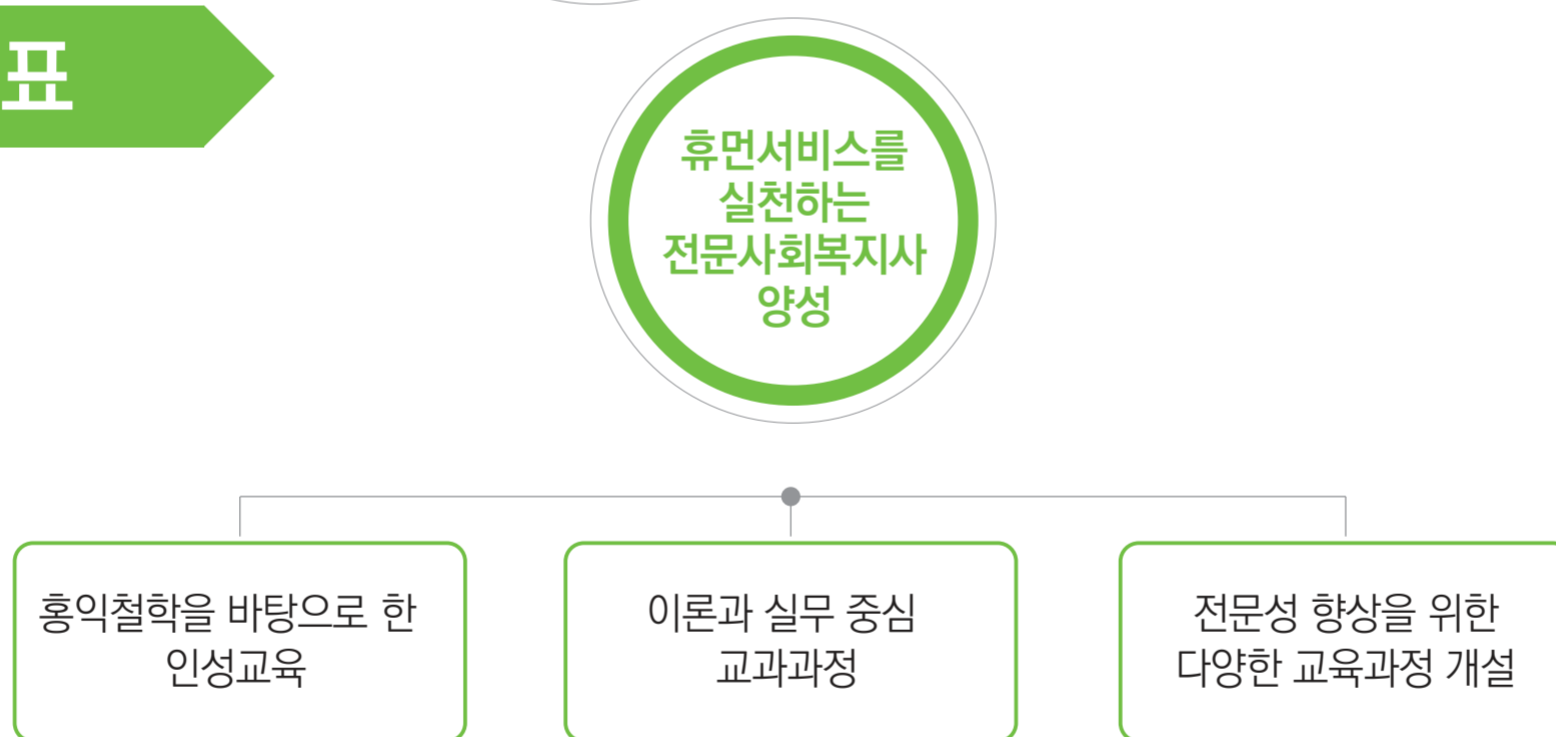 표
휴먼서비스를
실천하는
전문사회복지사
양성
홍익철학을 바탕으로 한
인성교육
이론과 실무 중심
교과과정
전문성 향상을 위한
다양한 교육과정 개설